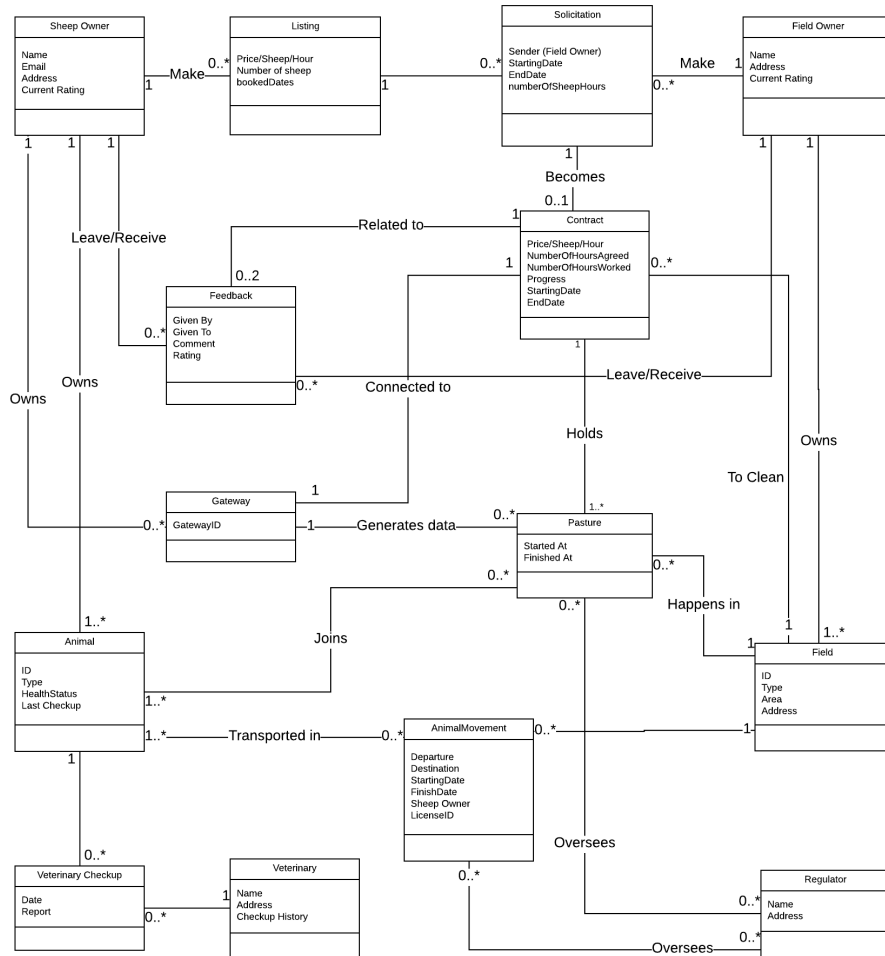 Sheep Owner
Name
Email
Address
Current Rating
Listing
Price/Sheep/Hour
Number of sheep
bookedDates
Solicitation
Sender (Field Owner)
StartingDate
EndDate
numberOfSheepHours
Field Owner
Name
Address
Current Rating
1
Make
0..*
1
0..*
0..*
Make
1
1
1
1
1
1
1
Becomes
0..1
Leave/Receive
Related to
1
0..2
Contract
Price/Sheep/Hour
NumberOfHoursAgreed
NumberOfHoursWorked
Progress
StartingDate
EndDate
1
0..*
1
Feedback
Given By
Given To
Comment
Rating
0..*
0..*
Leave/Receive
Owns
Owns
Connected to
Holds
Owns
To Clean
Gateway
GatewayID
1
0..*
1
Generates data
0..*
1..*
Pasture
Started At
Finished At
0..*
0..*
0..*
Happens in
1..*
Joins
1
1..*
1
Animal
ID
Type
HealthStatus
Last Checkup
1..*
1..*
Transported in
0..*
1
Field
ID
Type
Area
Address
1
AnimalMovement
Departure
Destination
StartingDate
FinishDate
Sheep Owner
LicenseID
0..*
0..*
Oversees
0..*
Veterinary Checkup
Date
Report
0..*
1
Veterinary
Name
Address
Checkup History
Regulator
Name
Address
0..*
0..*
Oversees